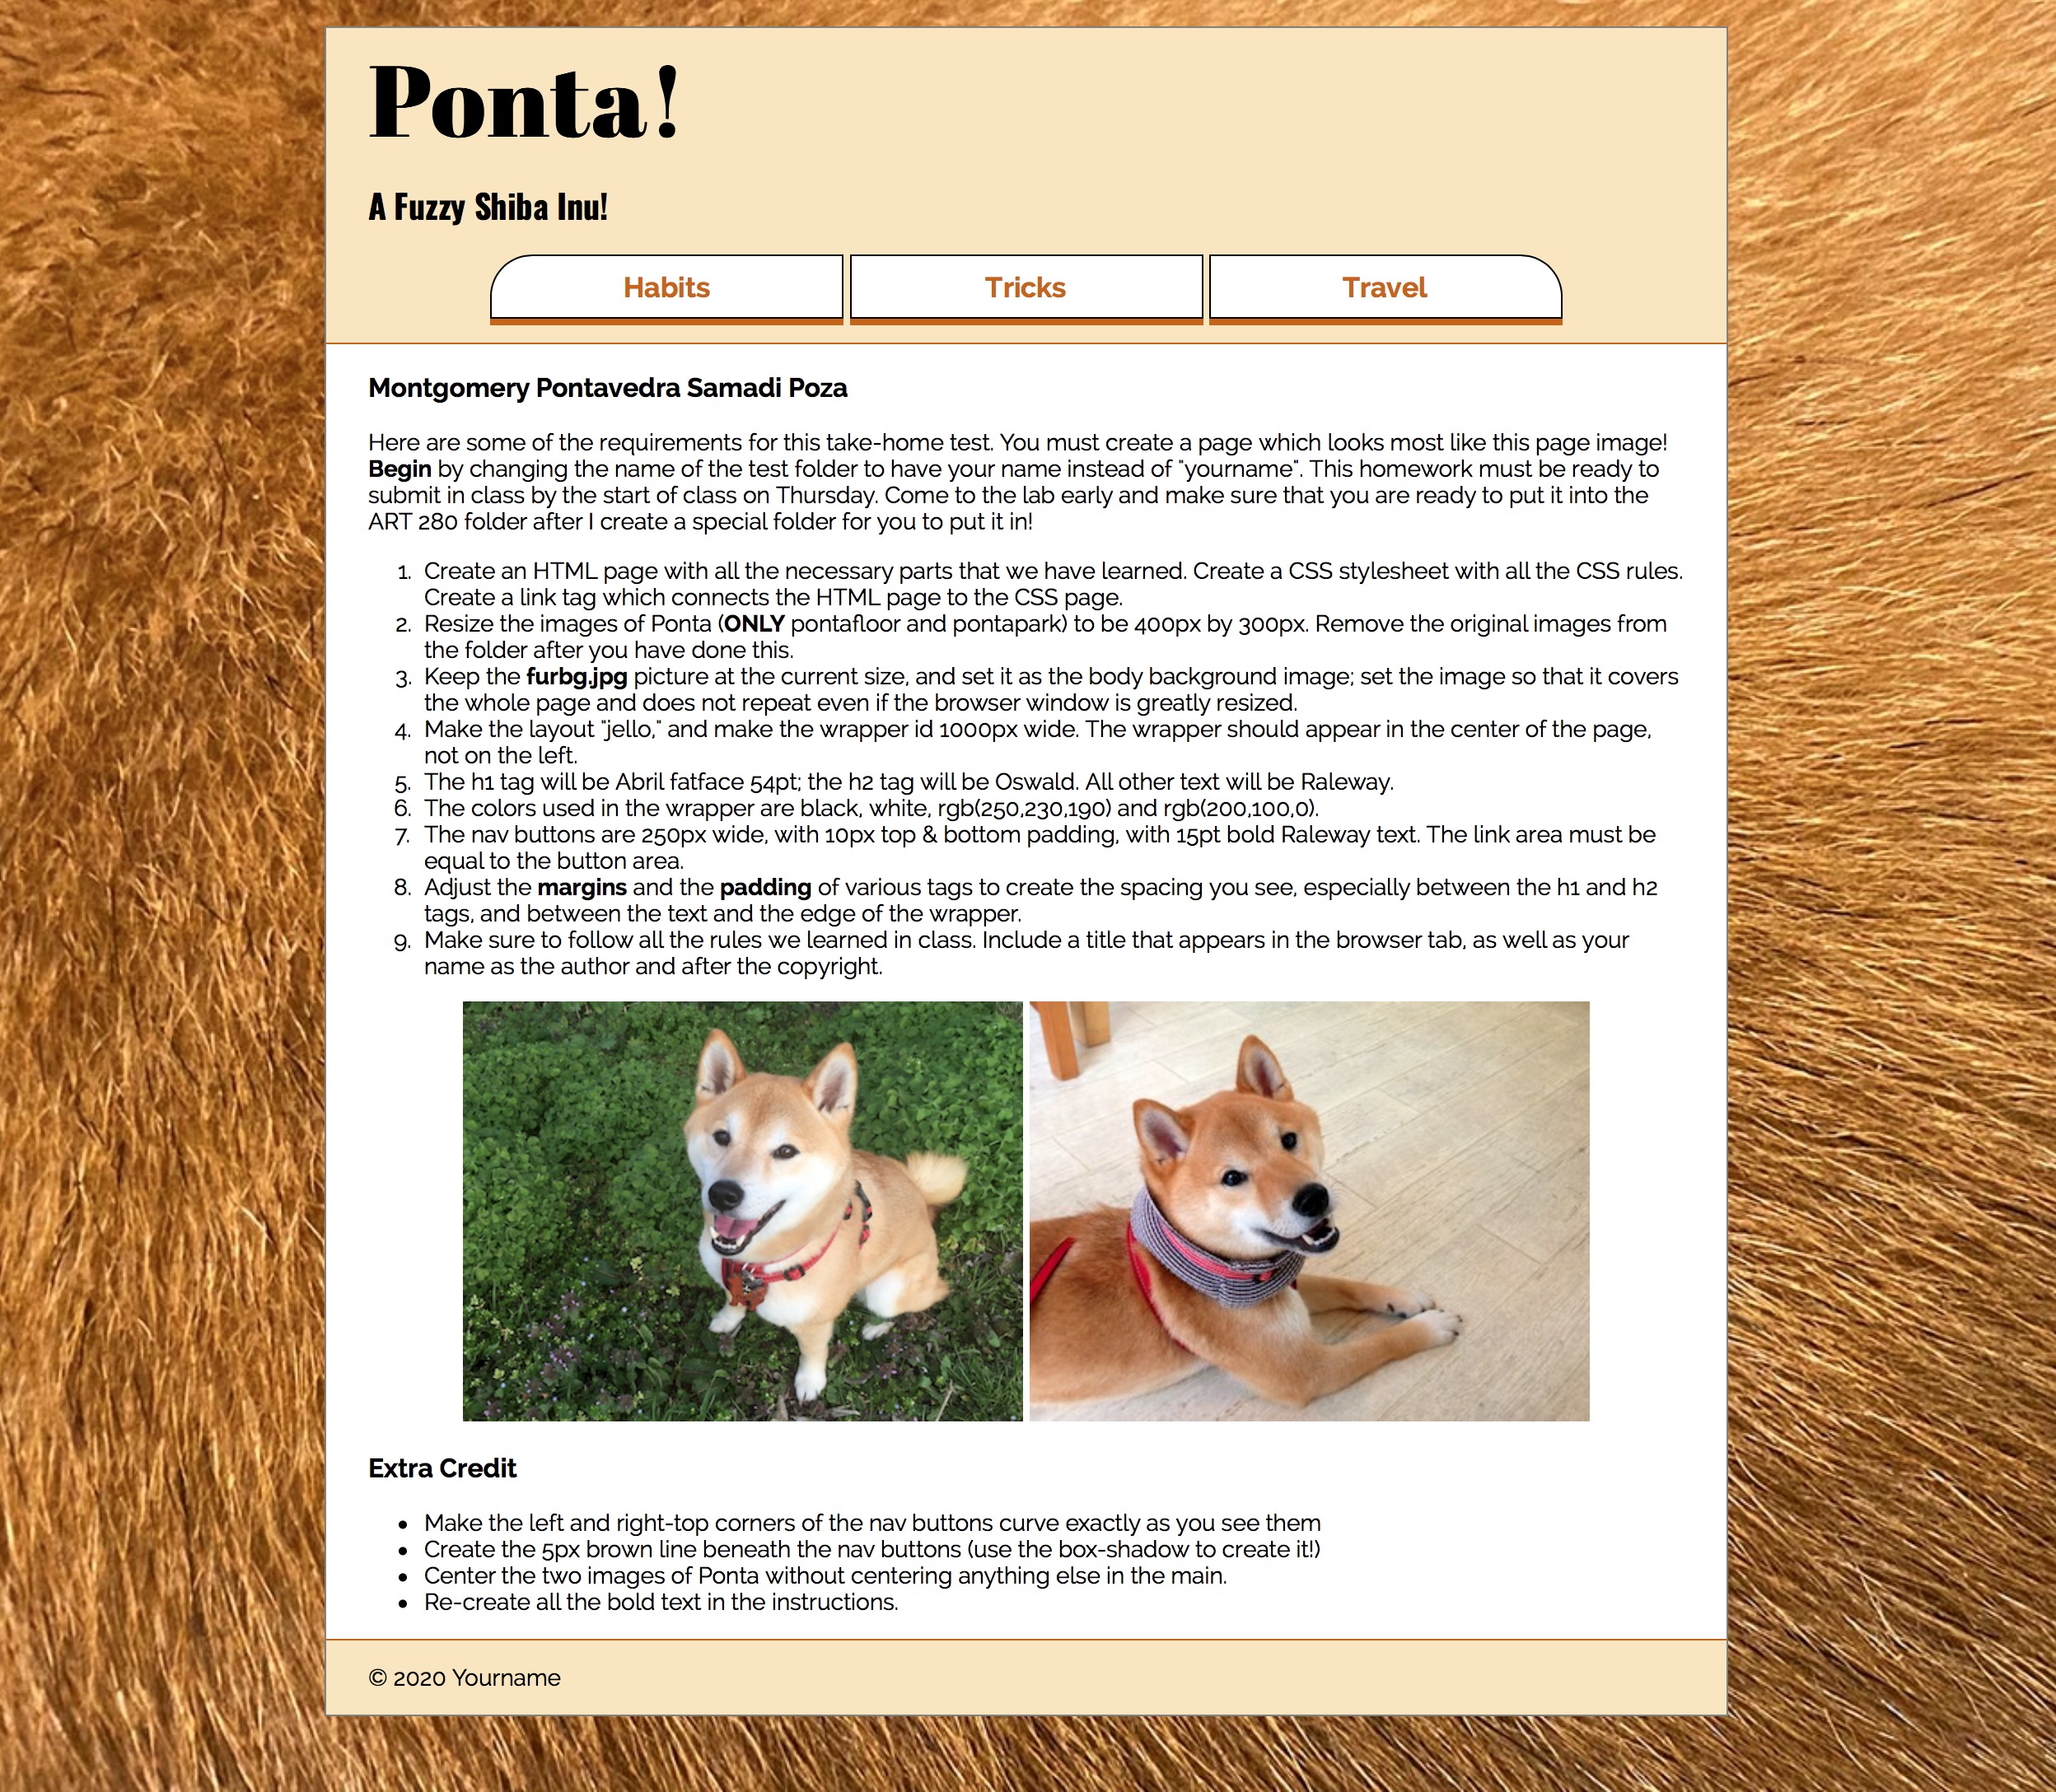 Ponta!
A Fuzzy Shiba Inu!
Habits
Tricks
Travel
Montgomery Pontavedra Samadi Poza
Here are some of the requirements for this take-home test. You must create a page which looks most like this page image!
Begin by changing the name of the test folder to have your name instead of "yourname". This homework must be ready to
submit in class by the start of class on Thursday. Come to the lab early and make sure that you are ready to put it into the
ART 280 folder after I create a special folder for you to put it in!
1. Create an HTML page with all the necessary parts that we have learned. Create a CSS stylesheet with all the CSS rules.
Create a link tag which connects the HTML page to the CSS page.
2. Resize the images of Ponta (ONLY pontafloor and pontapark) to be 400px by 300px. Remove the original images from
the folder after you have done this.
3. Keep the furbg.jpg picture at the current size, and set it as the body background image; set the image so that it covers
the whole page and does not repeat even if the browser window is greatly resized.
4. Make the layout "jello," and make the wrapper id 1000px wide. The wrapper should appear in the center of the page,
not on the left.
5. The h1 tag will be Abril fatface 54pt; the h2 tag will be Oswald. All other text will be Raleway.
6. The colors used in the wrapper are black, white, rgb(250,230,190) and rgb(200,100,0).
7. The nav buttons are 250px wide, with 10px top & bottom padding, with 15pt bold Raleway text. The link area must be
equal to the button area.
8. Adjust the margins and the padding of various tags to create the spacing you see, especially between the h1 and h2
tags, and between the text and the edge of the wrapper.
9. Make sure to follow all the rules we learned in class. Include a title that appears in the browser tab, as well as your
name as the author and after the copyright.
Extra Credit
• Make the left and right-top corners of the nav buttons curve exactly as you see them
• Create the 5px brown line beneath the nav buttons (use the box-shadow to create it!)
• Center the two images of Ponta without centering anything else in the main.
• Re-create all the bold text in the instructions.
© 2020 Yourname